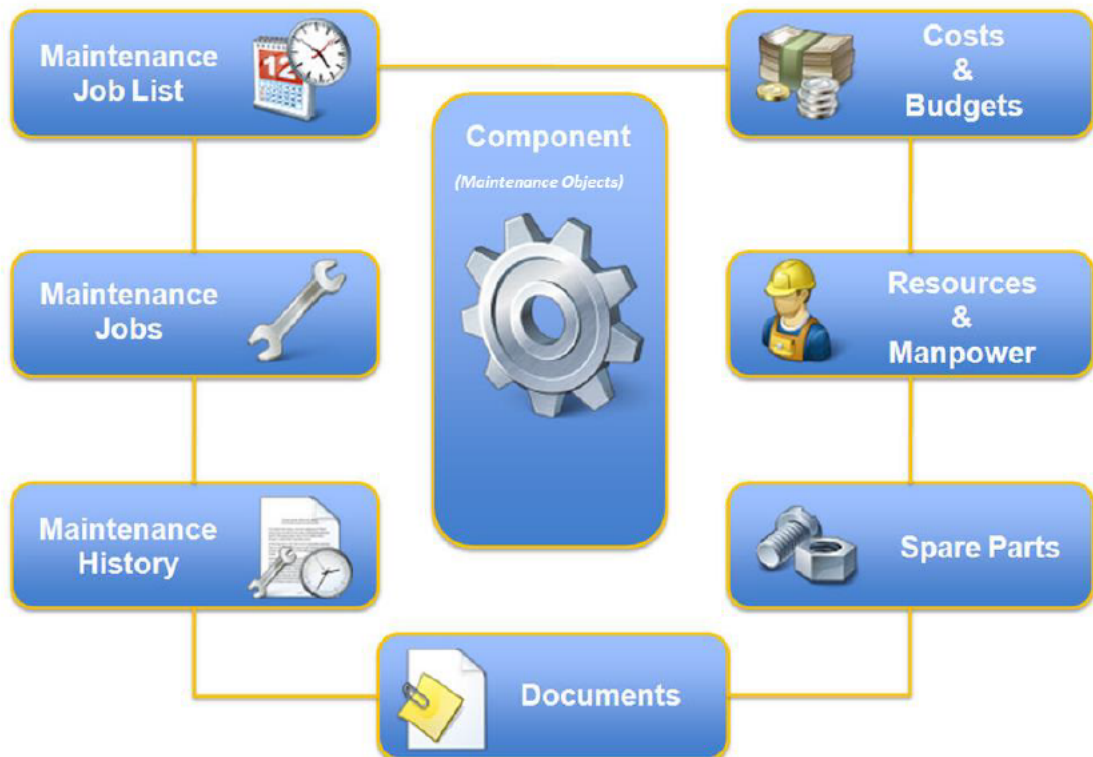 Maintenance
Job List
12
Costs
&
Budgets
Component
(Maintenance Objects)
Maintenance
Jobs
Resources
&
Manpower
Maintenance
History
Spare Parts
Documents